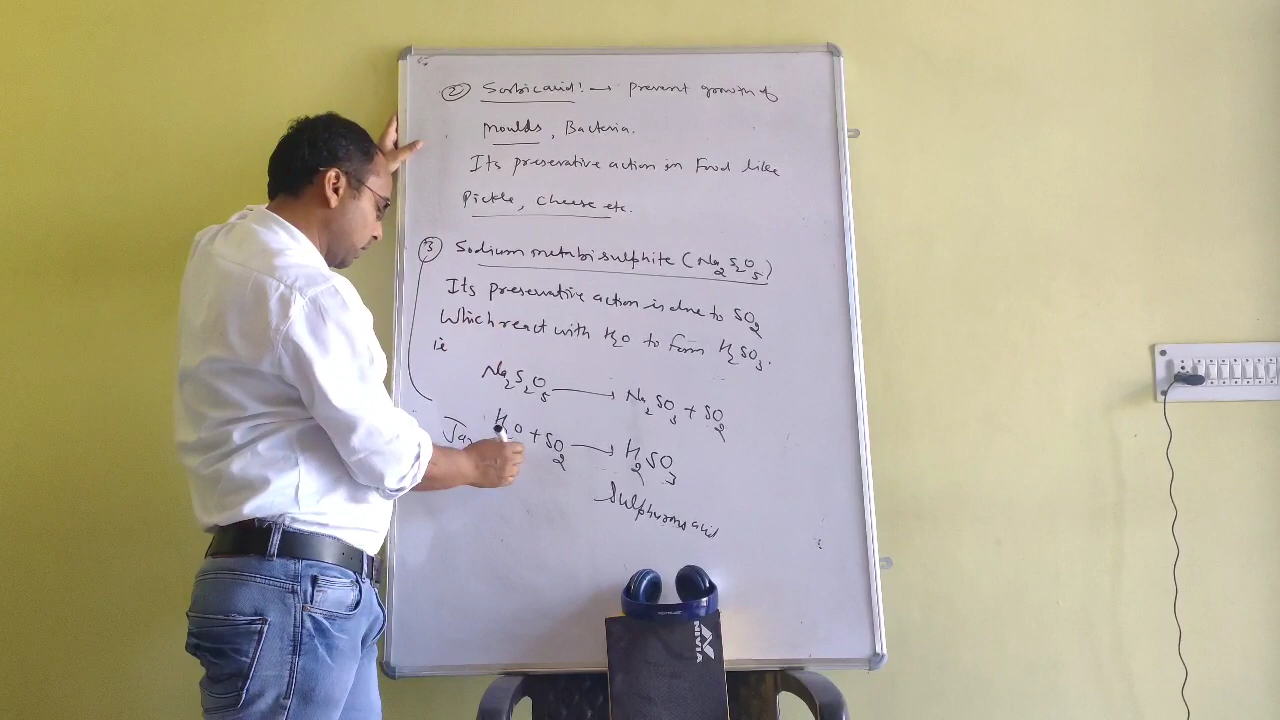 ② Sorbic acid! → prevent growth of
moulds, Bacteria.
Its preservative action in Food like
Pickle, cheese etc.
③ Sodium metabisulphite (Na₂S₂O₅)
Its preservative action is due to SO₂
Which react with H₂O to form H₂SO₃.
ie
Na₂S₂O₅ → Na₂SO₃ + SO₂
H₂O + SO₂ → H₂SO₃
Sulphurous acid
NIVIA